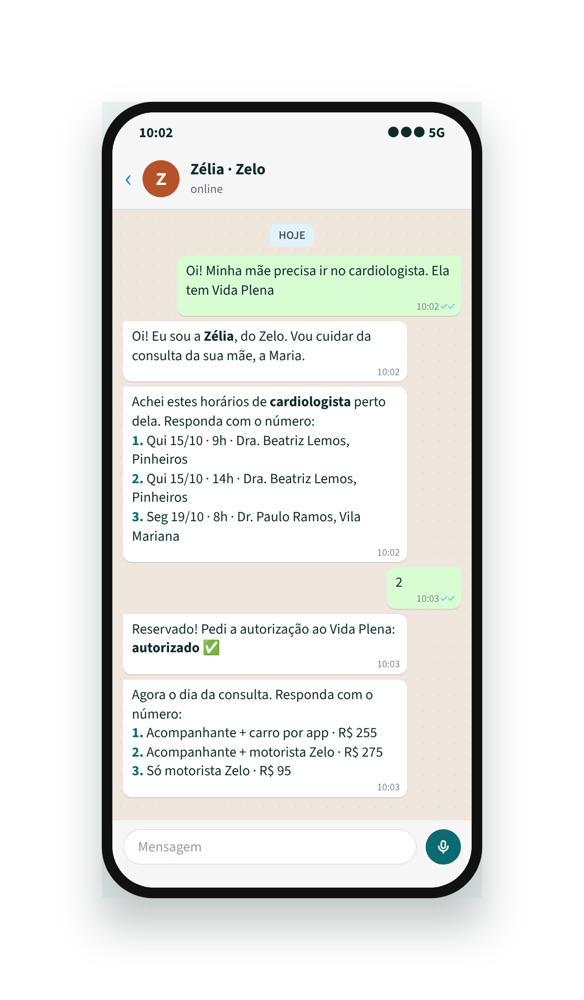 10:02
5G
Zélia · Zelo
online
Z
HOJE
Oi! Minha mãe precisa ir no cardiologista. Ela
tem Vida Plena
10:02
Oi! Eu sou a Zélia, do Zelo. Vou cuidar da
consulta da sua mãe, a Maria.
10:02
Achei estes horários de cardiologista perto
dela. Responda com o número:
1. Qui 15/10 · 9h · Dra. Beatriz Lemos,
Pinheiros
2. Qui 15/10 · 14h · Dra. Beatriz Lemos,
Pinheiros
3. Seg 19/10 · 8h · Dr. Paulo Ramos, Vila
Mariana
10:02
2
10:03
Reservado! Pedi a autorização ao Vida Plena:
autorizado ✅
10:03
Agora o dia da consulta. Responda com o
número:
1. Acompanhante + carro por app · R$ 255
2. Acompanhante + motorista Zelo · R$ 275
3. Só motorista Zelo · R$ 95
10:03
Mensagem